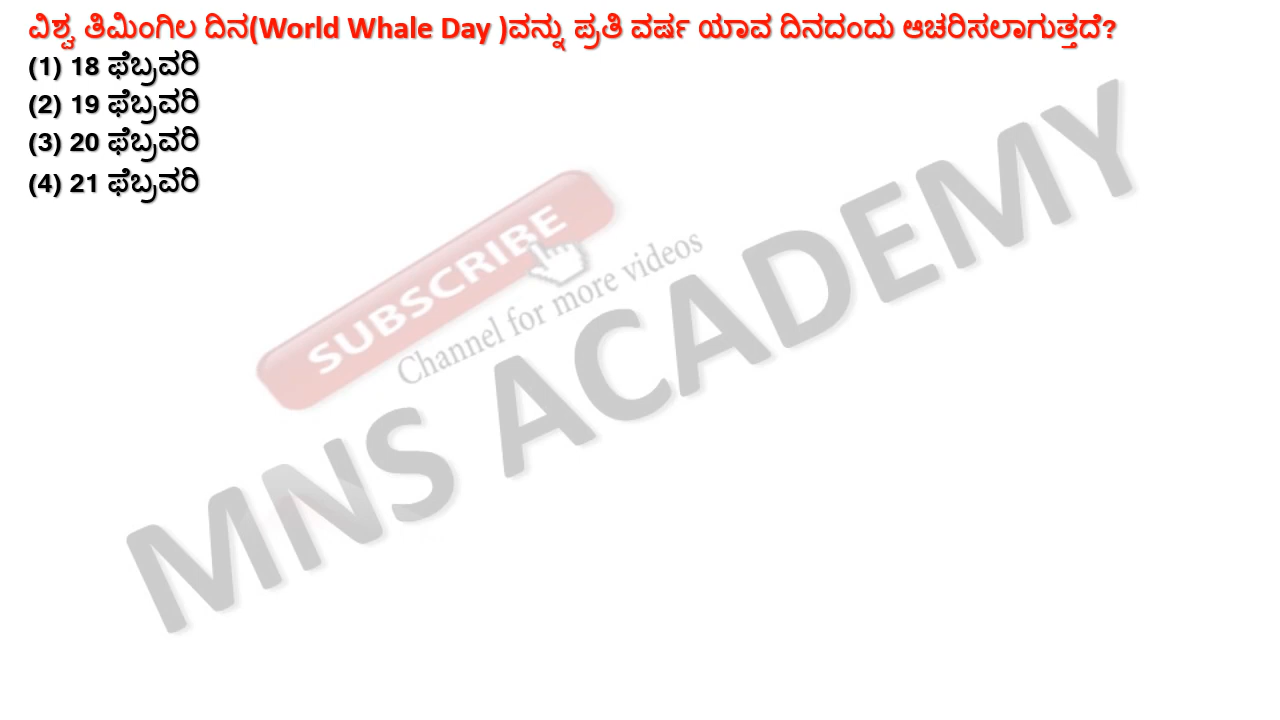 ವಿಶ್ವ ತಿಮಿಂಗಿಲ ದಿನ(World Whale Day )ವನ್ನು ಪ್ರತಿ ವರ್ಷ ಯಾವ ದಿನದಂದು ಆಚರಿಸಲಾಗುತ್ತದೆ?
(1) 18 ಫೆಬ್ರವರಿ
(2) 19 ಫೆಬ್ರವರಿ
(3) 20 ಫೆಬ್ರವರಿ
(4) 21 ಫೆಬ್ರವರಿ
SUBSCRIBE
Channel for more videos
MNS ACADEMY